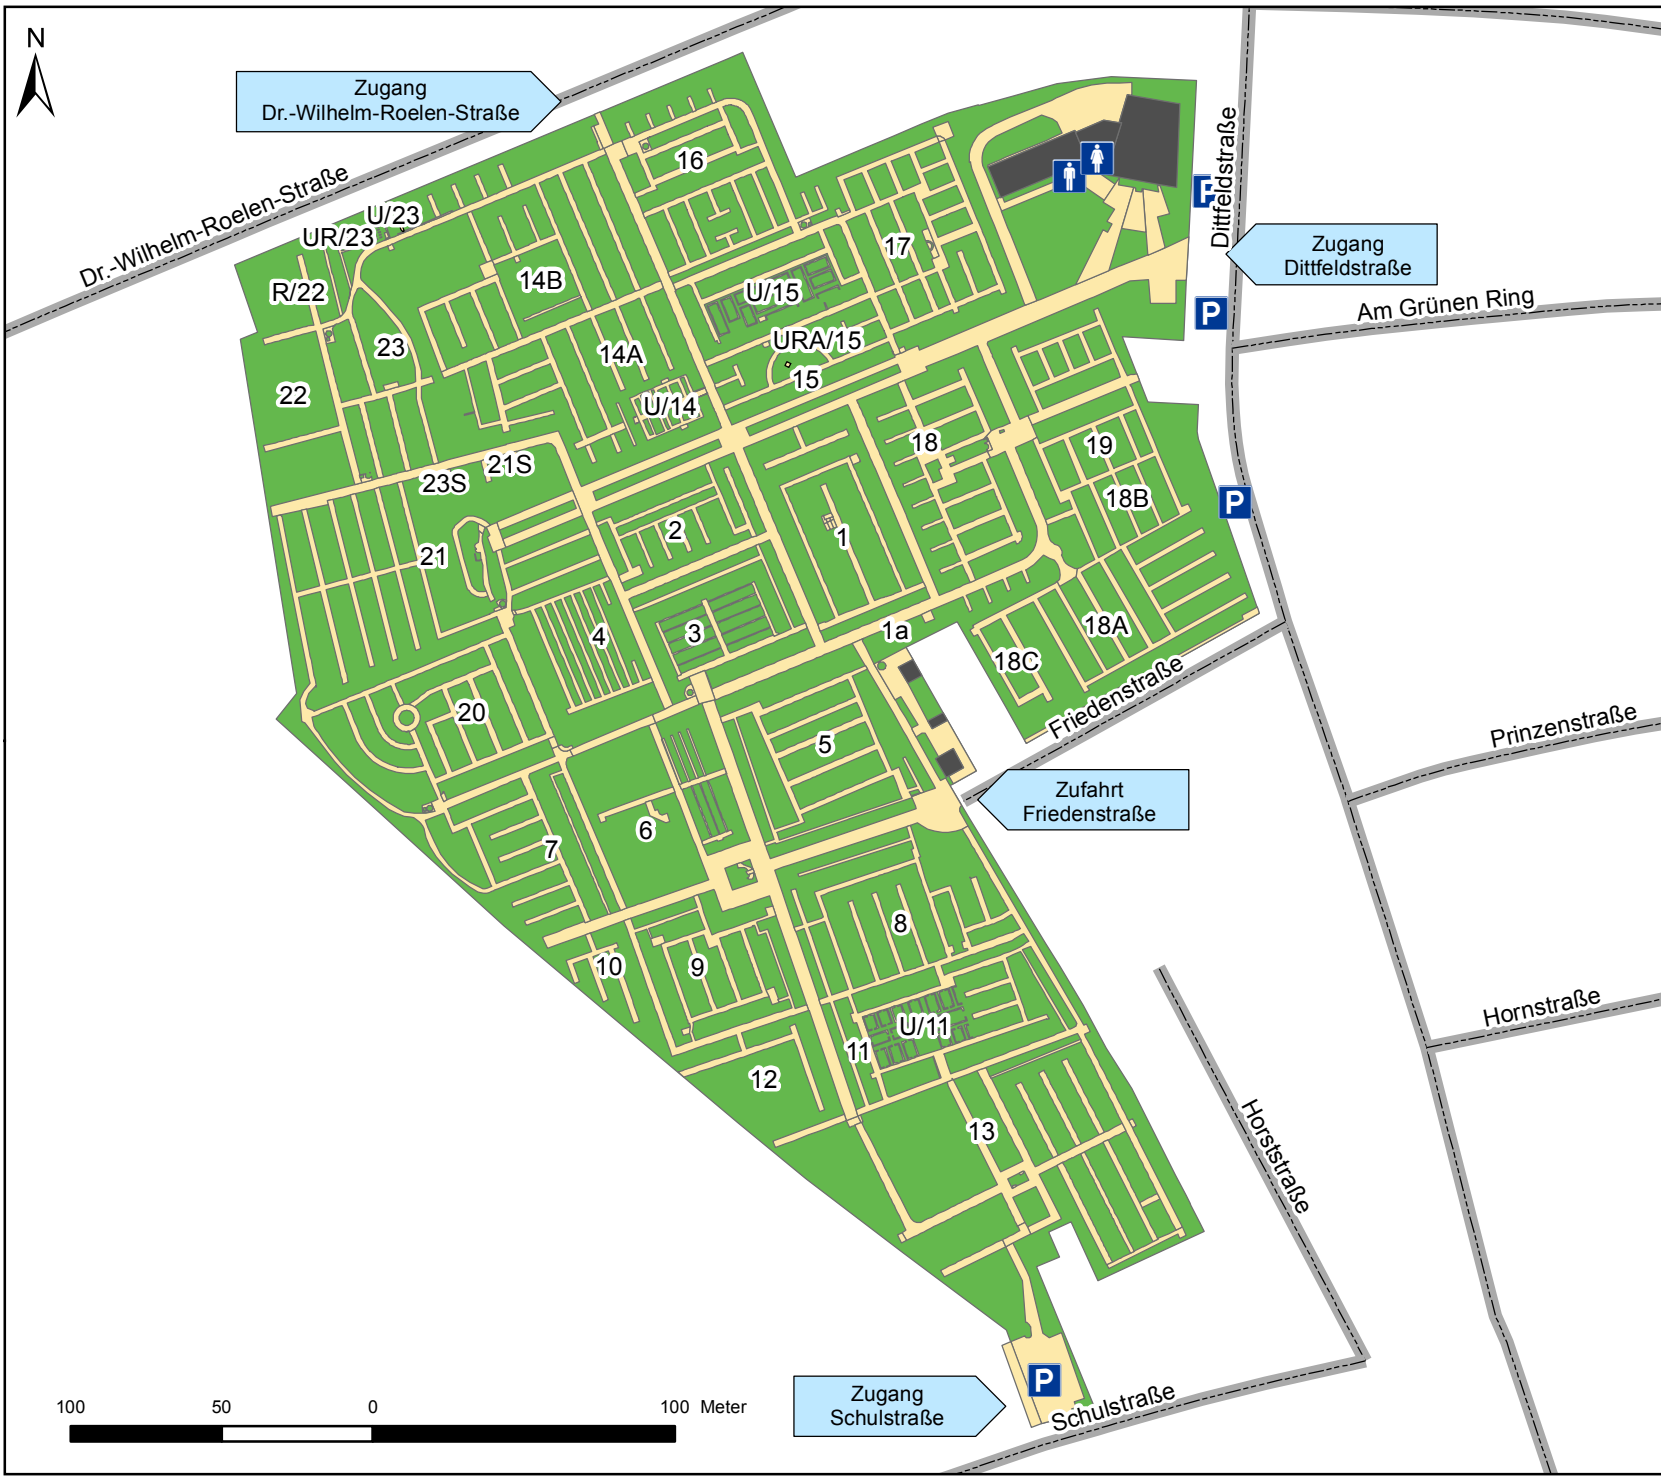 N
Zugang
Dr.-Wilhelm-Roelen-Straße
Dr.-Wilhelm-Roelen-Straße
16
U/23
UR/23
R/22
14B
17
U/15
P
Dittfeldstraße
Zugang
Dittfeldstraße
P
Am Grünen Ring
23
14A
URA/15
15
22
U/14
18
19
21S
23S
18B
P
2
1
21
4
3
1a
18A
18C
Friedenstraße
20
5
Prinzenstraße
Zufahrt
Friedenstraße
6
7
8
10
9
Hornstraße
U/11
11
12
13
Horststraße
P
Zugang
Schulstraße
Schulstraße
100 50 0 100 Meter